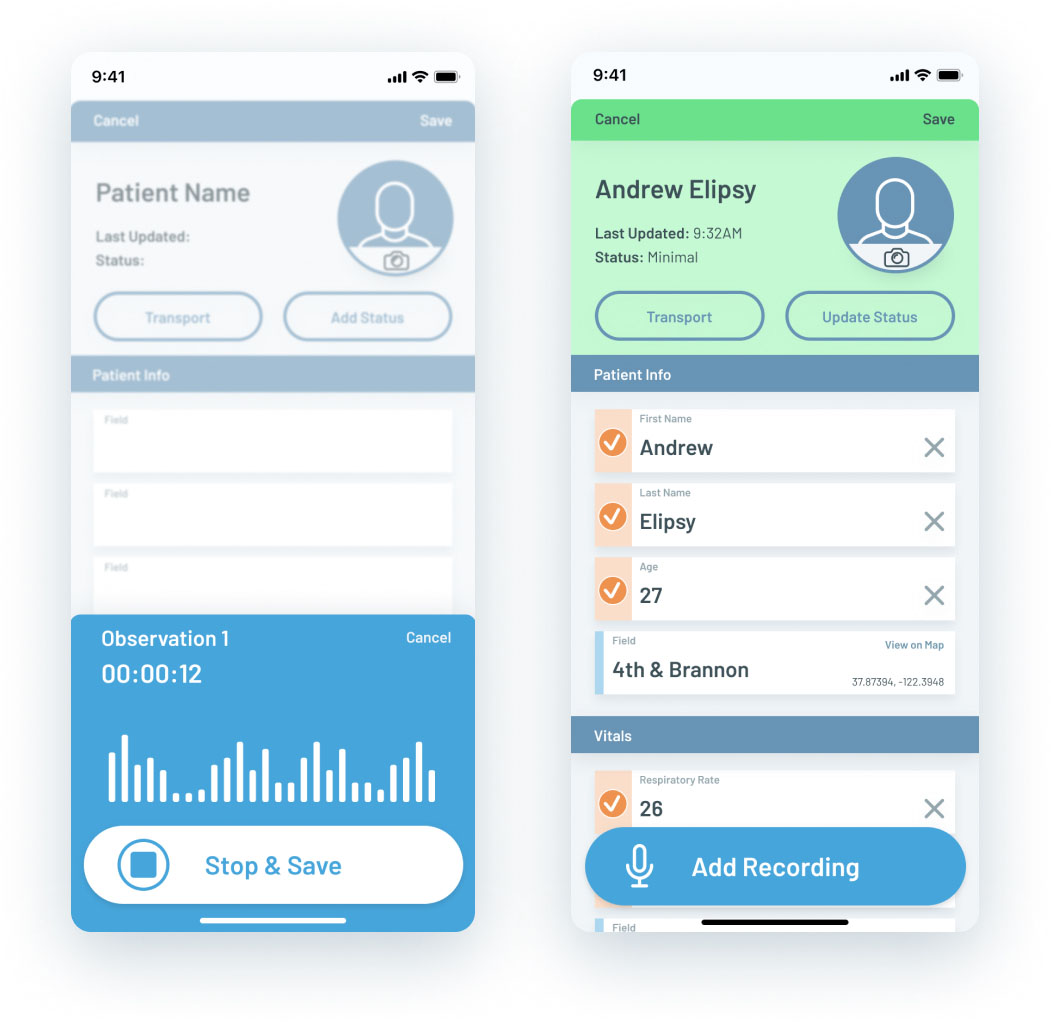 9:41
Cancel
Save
Patient Name
Last Updated:
Status:
Transport
Add Status
Patient Info
Field
Field
Field
Observation 1
Cancel
00:00:12
Stop & Save
9:41
Cancel
Save
Andrew Elipsy
Last Updated: 9:32AM
Status: Minimal
Transport
Update Status
Patient Info
First Name
Andrew
Last Name
Elipsy
Age
27
Field
View on Map
4th & Brannon
37.87394, -122.3948
Vitals
Respiratory Rate
26
Add Recording
Field